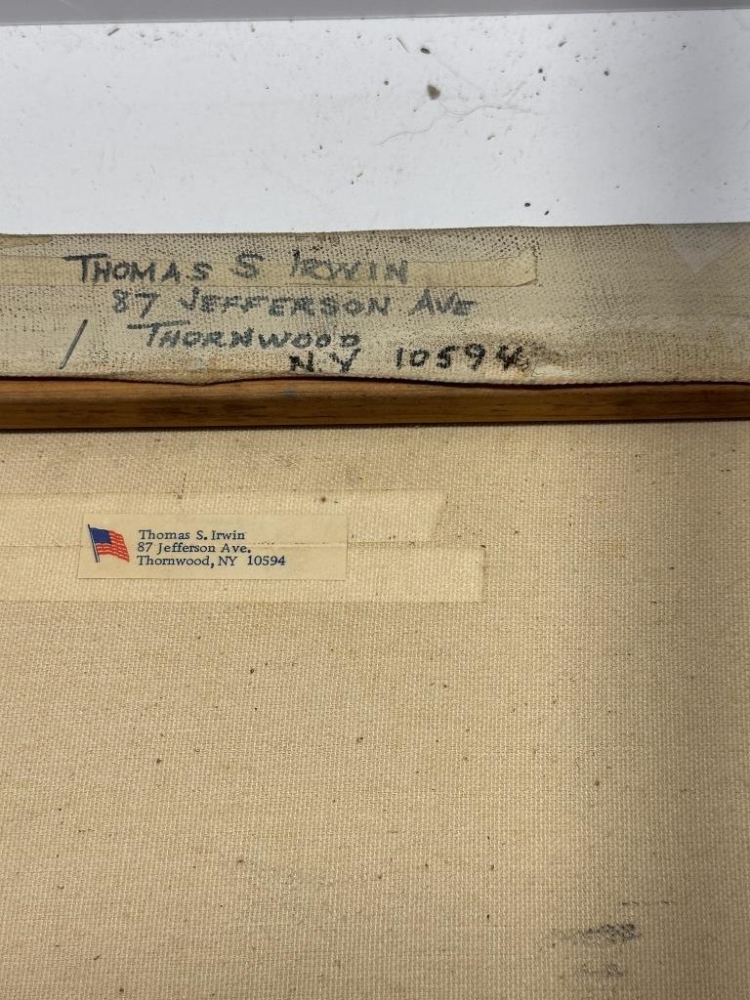 THOMAS S IRWIN
87 JEFFERSON AVE
/ THORNWOOD
N.Y 10594
Thomas S. Irwin
87 Jefferson Ave.
Thornwood, NY 10594